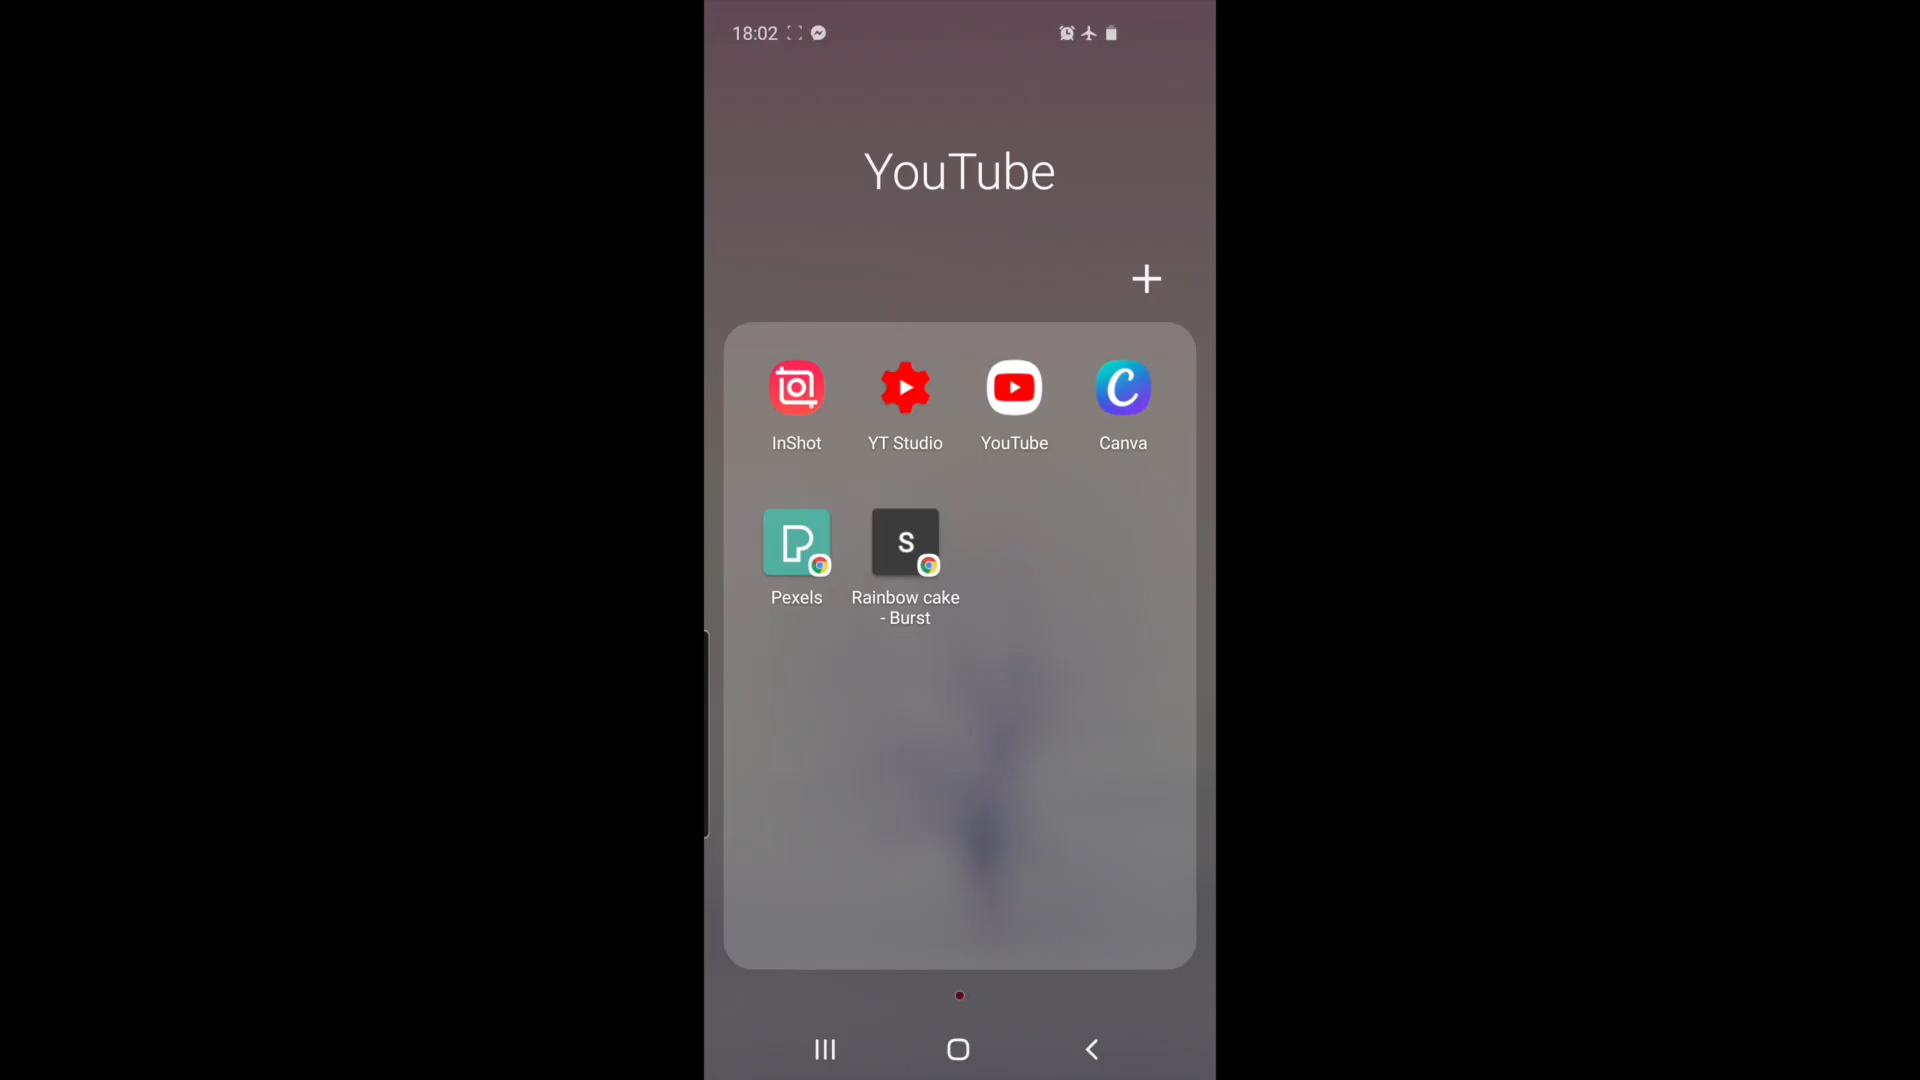 18:02
YouTube
InShot
YT Studio
YouTube
Canva
Pexels
S
Rainbow cake
- Burst